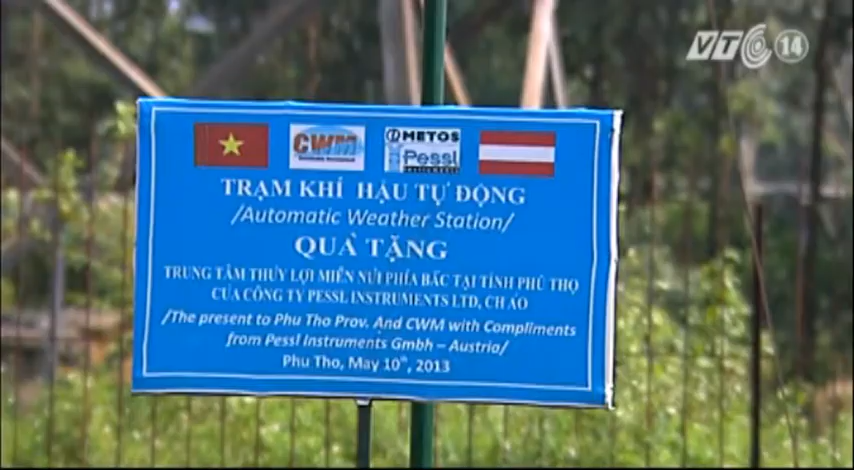 VTC 14
CWM
METOS
Pessl
INSTRUMENTS
TRẠM KHÍ HẬU TỰ ĐỘNG
/Automatic Weather Station/
QUÀ TẶNG
TRUNG TÂM THỦY LỢI MIỀN NÚI PHÍA BẮC TẠI TỈNH PHÚ THỌ
CỦA CÔNG TY PESSL INSTRUMENTS LTD, CH ÁO
/The present to Phu Tho Prov. And CWM with Compliments
from Pessl Instruments Gmbh – Austria/
Phu Tho, May 10th, 2013